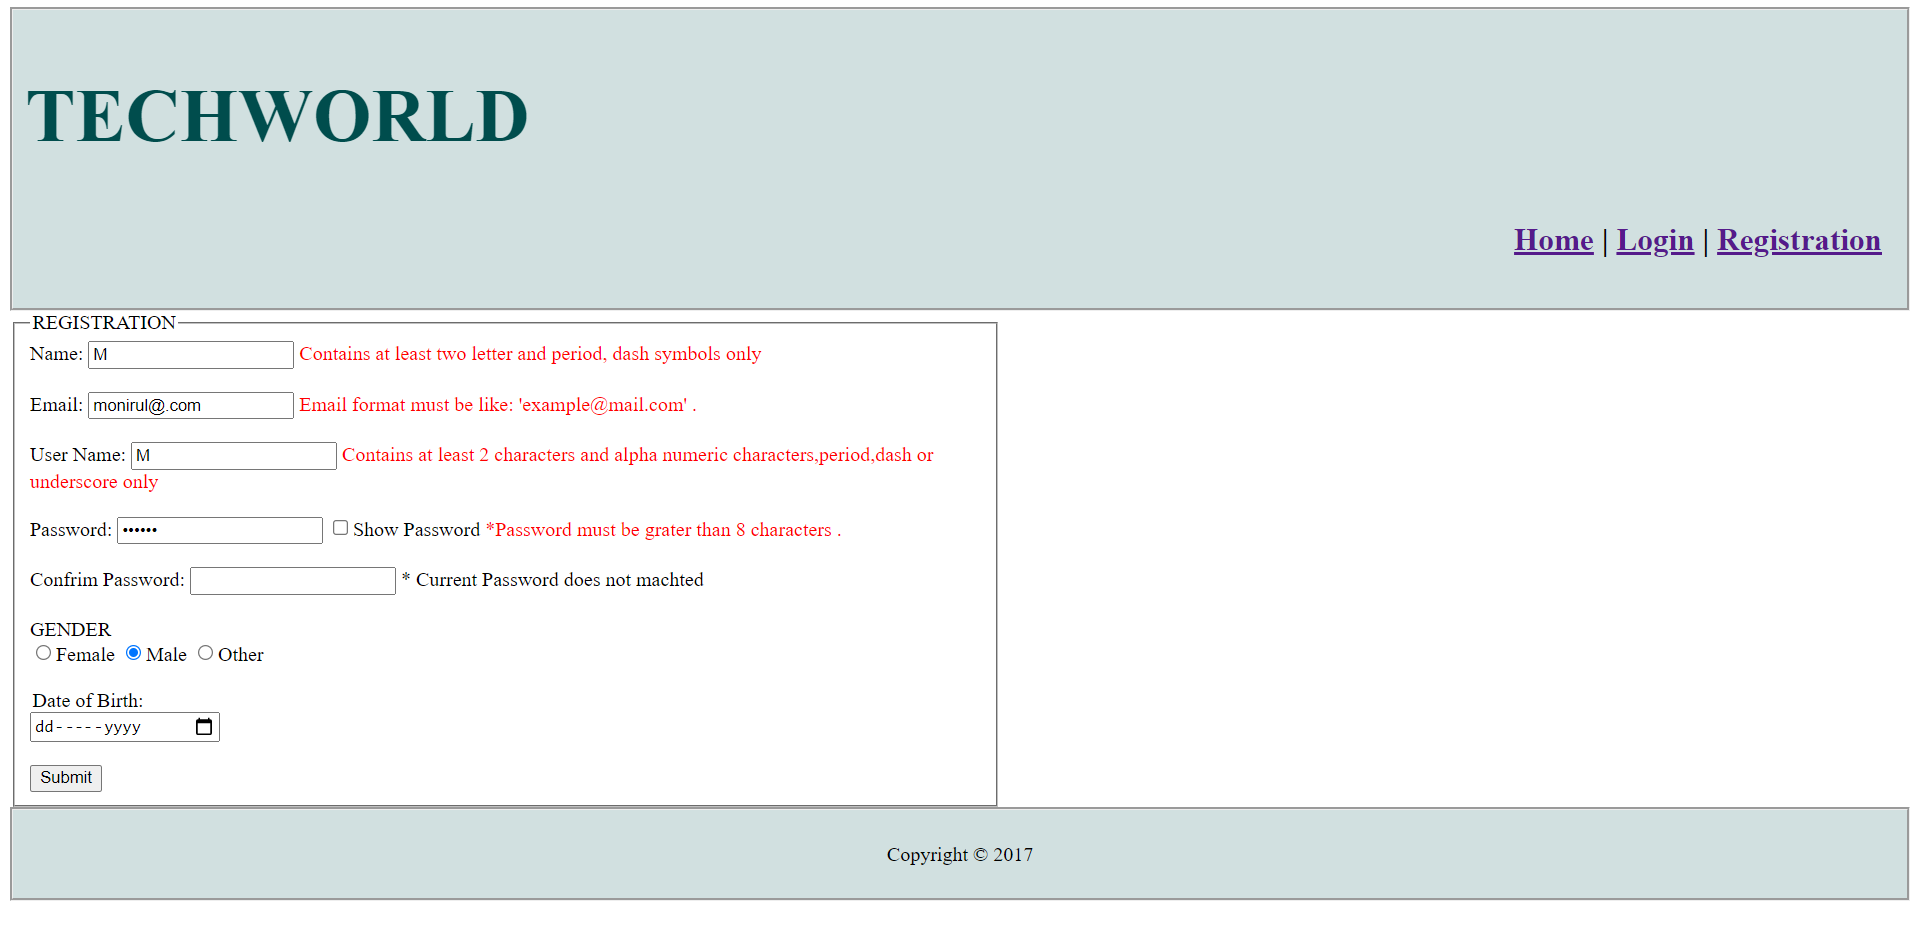 TECHWORLD
Home | Login | Registration
REGISTRATION
Name: M Contains at least two letter and period, dash symbols only
Email: monirul@.com Email format must be like: 'example@mail.com' .
User Name: M Contains at least 2 characters and alpha numeric characters,period,dash or
underscore only
Password: •••••• Show Password *Password must be grater than 8 characters .
Confrim Password: * Current Password does not machted
GENDER
Female Male Other
Date of Birth:
dd-----yyyy
Submit
Copyright © 2017